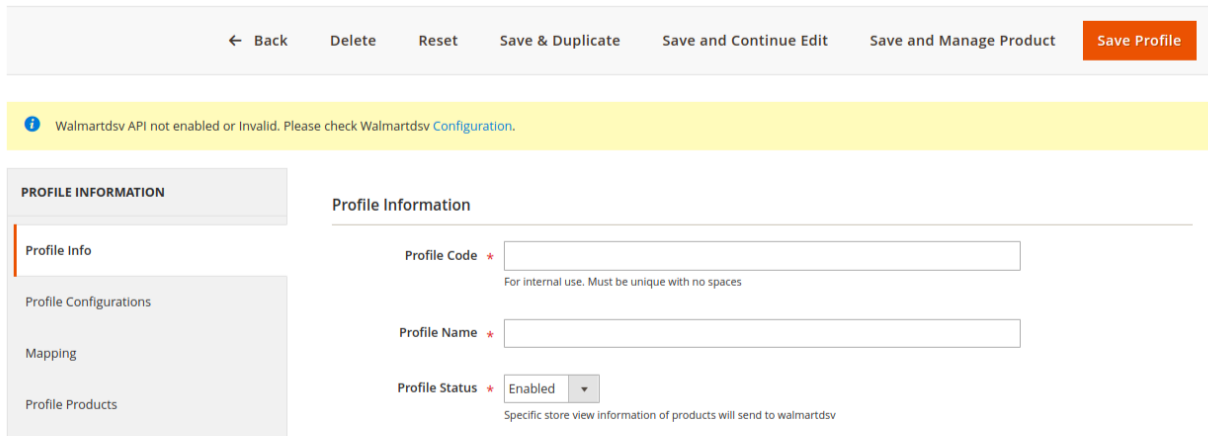 ← Back Delete Reset Save & Duplicate Save and Continue Edit Save and Manage Product Save Profile
Walmartdsv API not enabled or Invalid. Please check Walmartdsv Configuration.
PROFILE INFORMATION
Profile Info
Profile Configurations
Mapping
Profile Products
Profile Information
Profile Code *
For internal use. Must be unique with no spaces
Profile Name *
Profile Status * Enabled
Specific store view information of products will send to walmartdsv